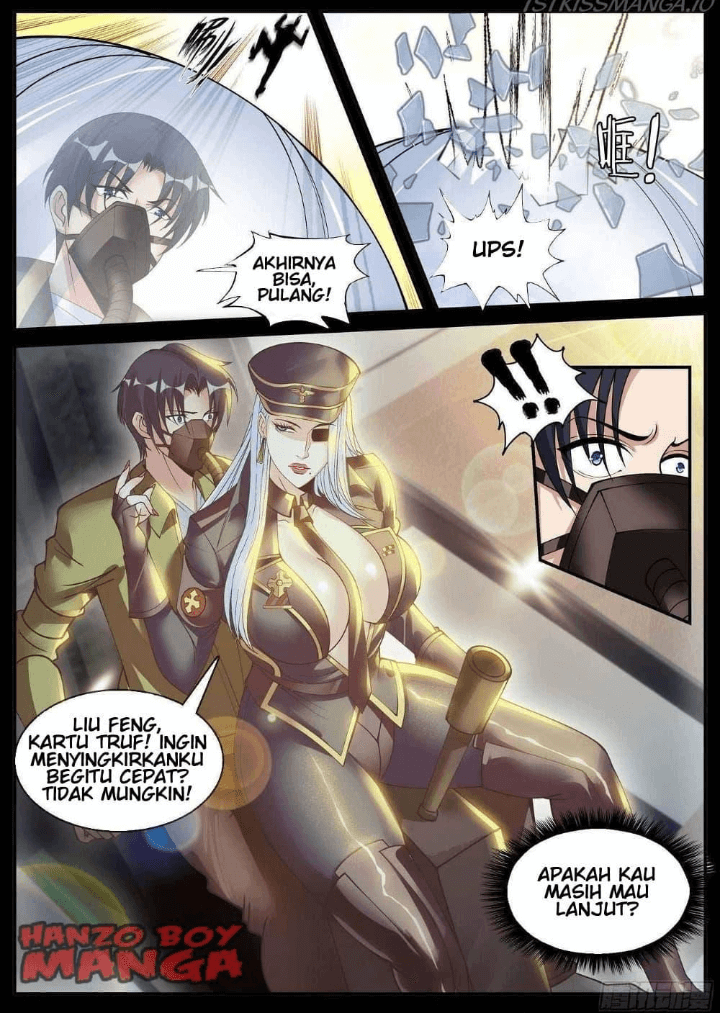 1STKISSMANGA.IO
AKHIRNYA
BISA,
PULANG!
UPS!
!!
LIU FENG,
KARTU TRUF! INGIN
MENYINGKIRKANKU
BEGITU CEPAT?
TIDAK MUNGKIN!
APAKAH KAU
MASIH MAU
LANJUT?
HANZO BOY
MANGA